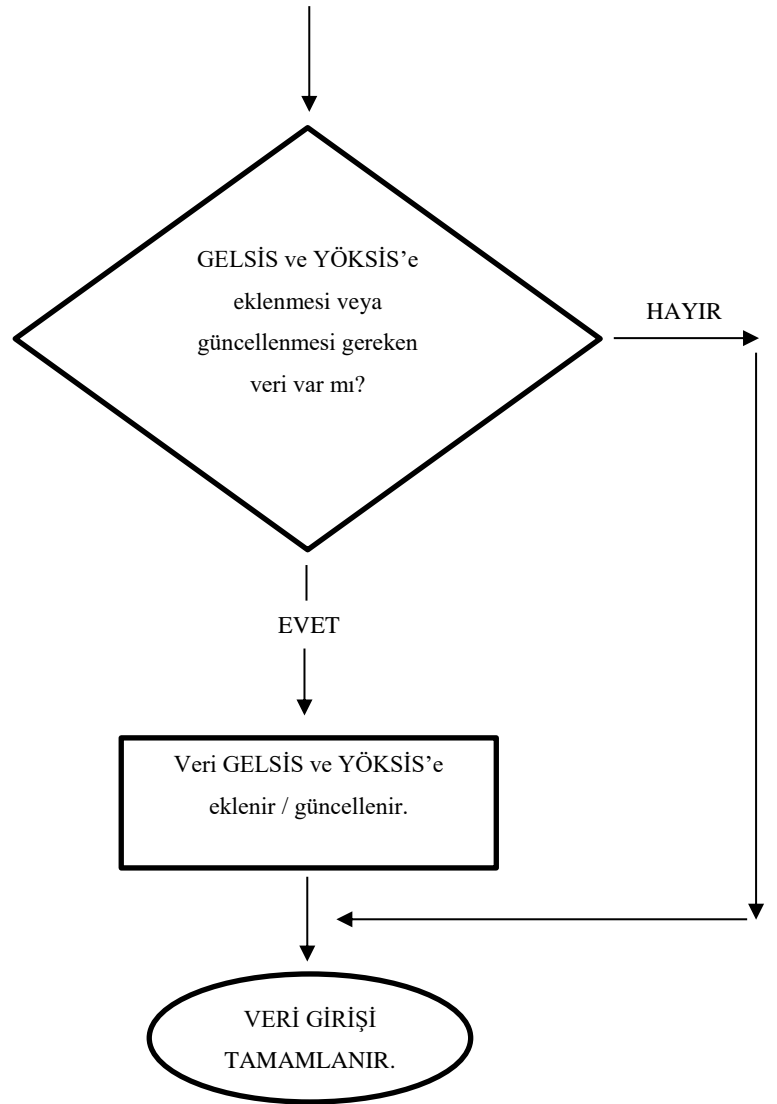 GELSİS ve YÖKSİS’e
eklenmesi veya
güncellenmesi gereken
veri var mı?
HAYIR
EVET
Veri GELSİS ve YÖKSİS’e
eklenir / güncellenir.
VERİ GİRİŞİ
TAMAMLANIR.